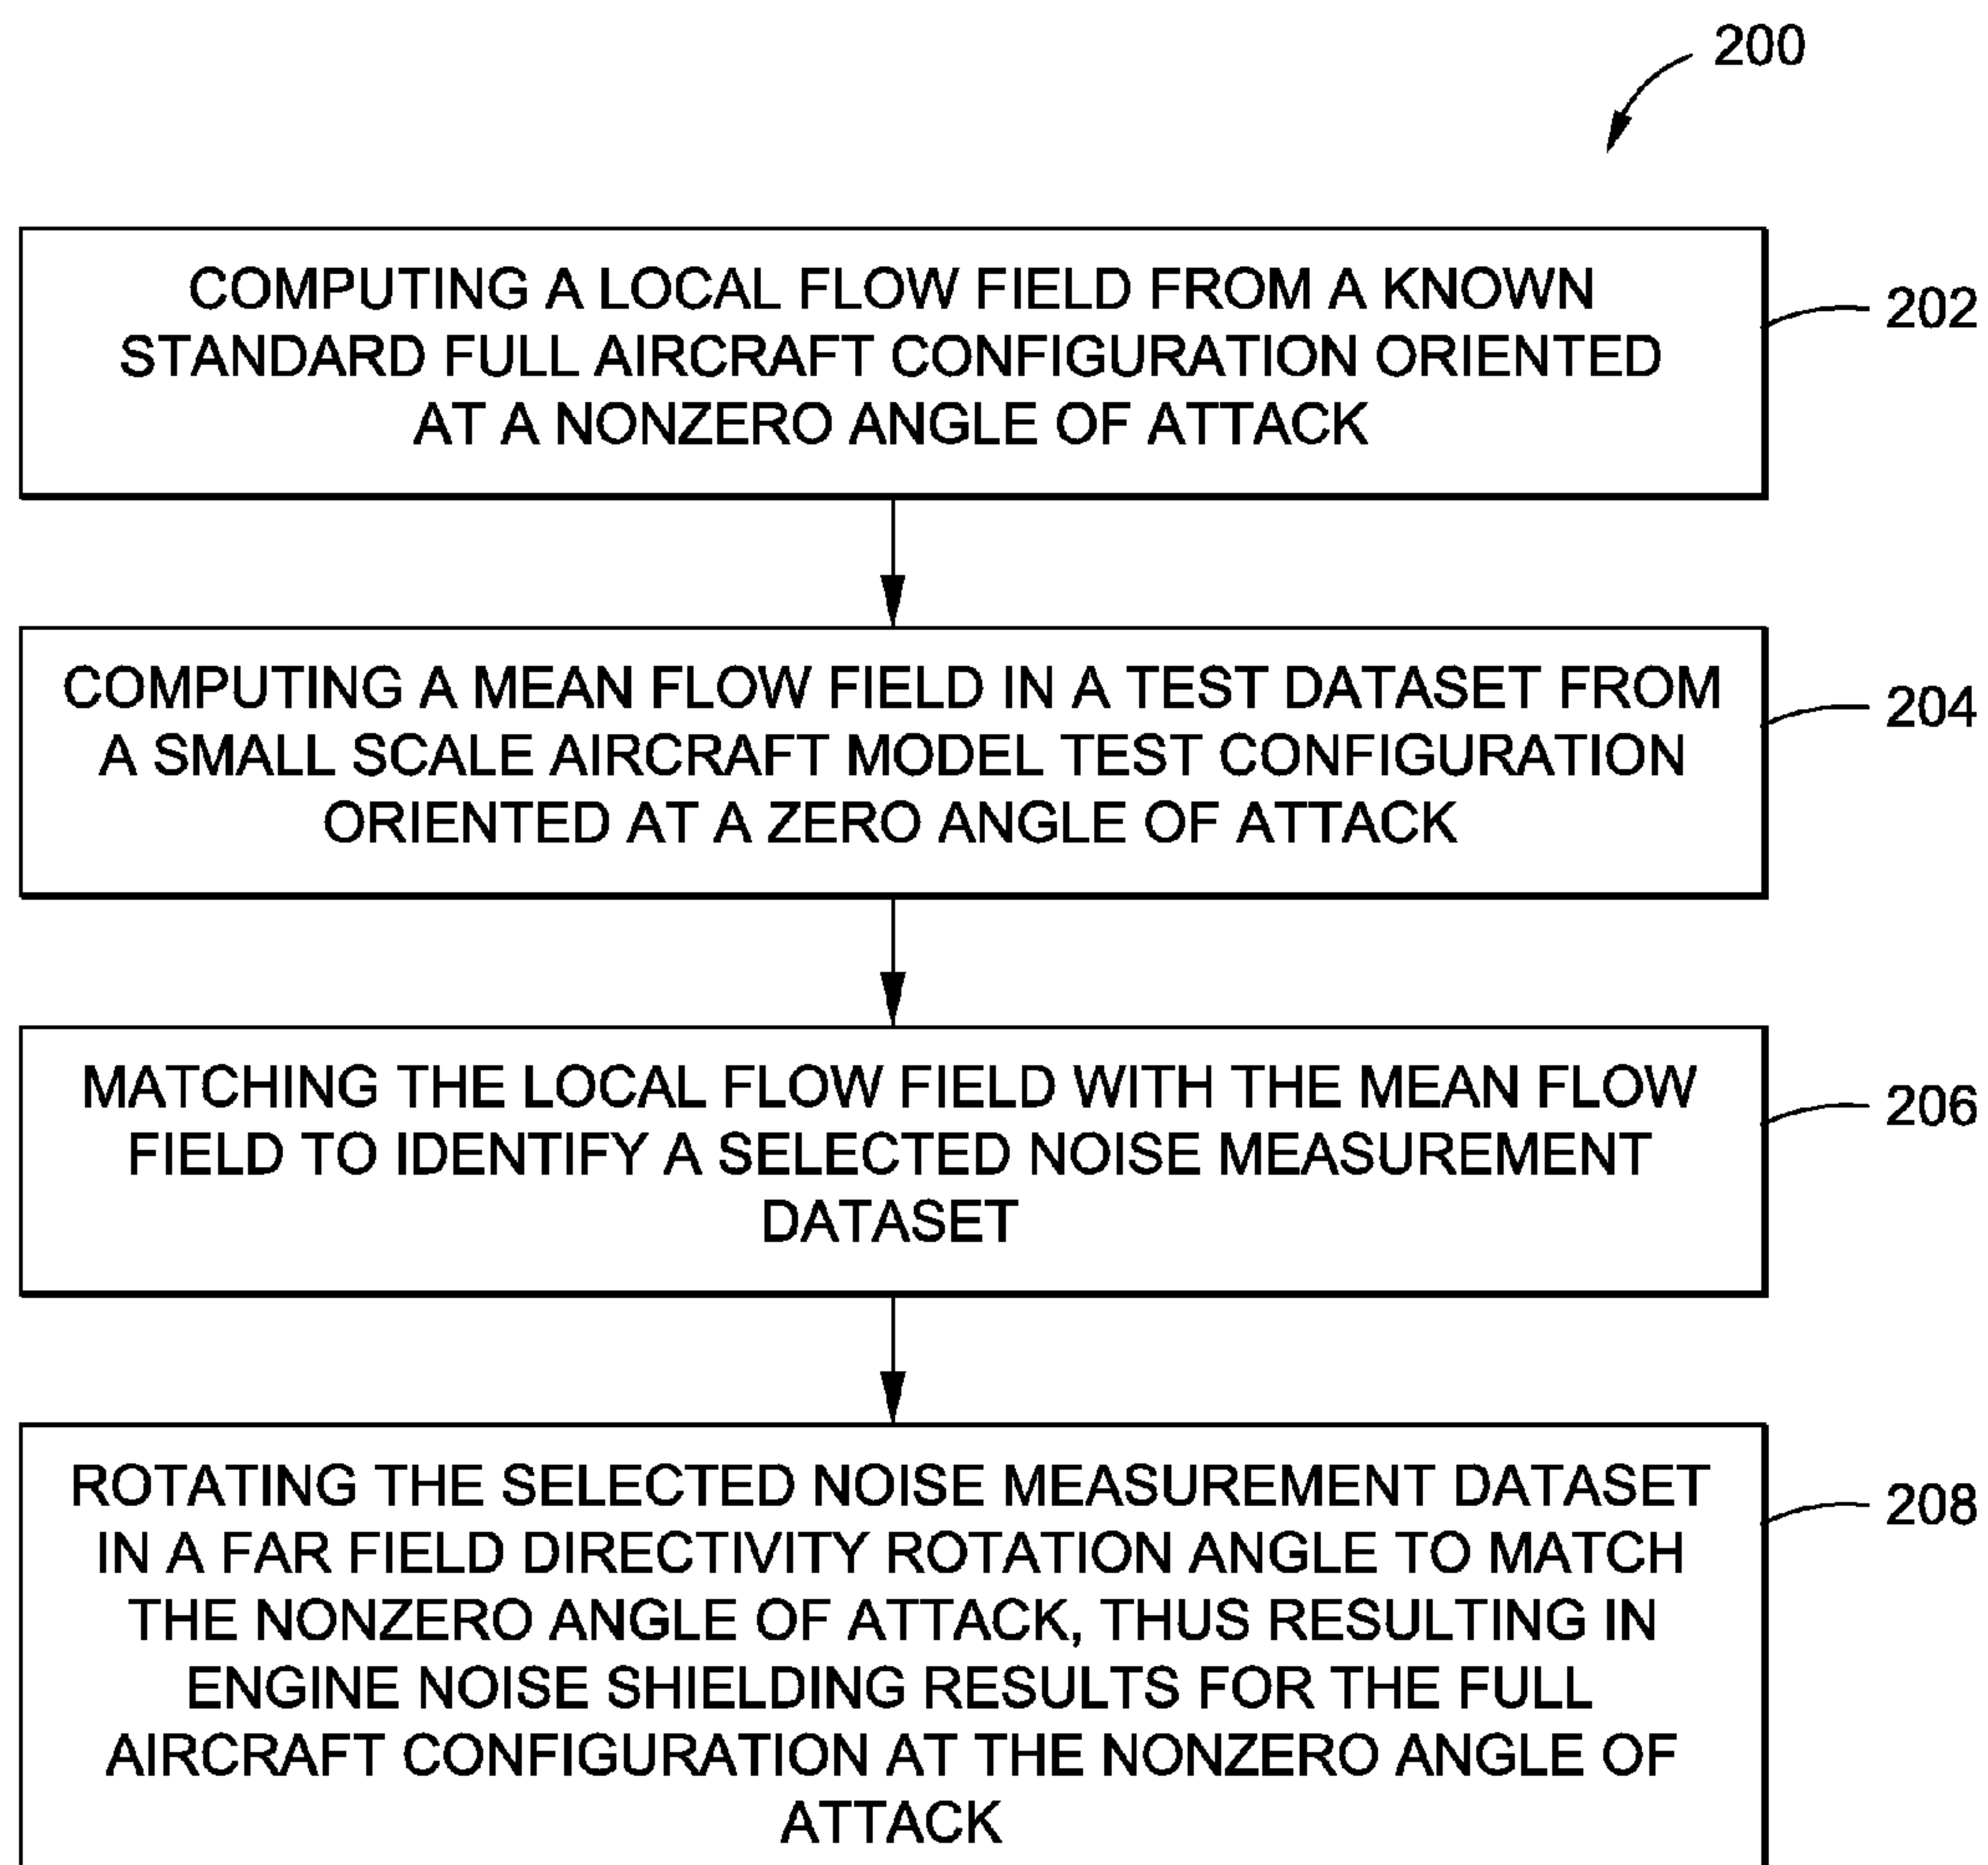 200
COMPUTING A LOCAL FLOW FIELD FROM A KNOWN
STANDARD FULL AIRCRAFT CONFIGURATION ORIENTED
AT A NONZERO ANGLE OF ATTACK
202
COMPUTING A MEAN FLOW FIELD IN A TEST DATASET FROM
A SMALL SCALE AIRCRAFT MODEL TEST CONFIGURATION
ORIENTED AT A ZERO ANGLE OF ATTACK
204
MATCHING THE LOCAL FLOW FIELD WITH THE MEAN FLOW
FIELD TO IDENTIFY A SELECTED NOISE MEASUREMENT
DATASET
206
ROTATING THE SELECTED NOISE MEASUREMENT DATASET
IN A FAR FIELD DIRECTIVITY ROTATION ANGLE TO MATCH
THE NONZERO ANGLE OF ATTACK, THUS RESULTING IN
ENGINE NOISE SHIELDING RESULTS FOR THE FULL
AIRCRAFT CONFIGURATION AT THE NONZERO ANGLE OF
ATTACK
208